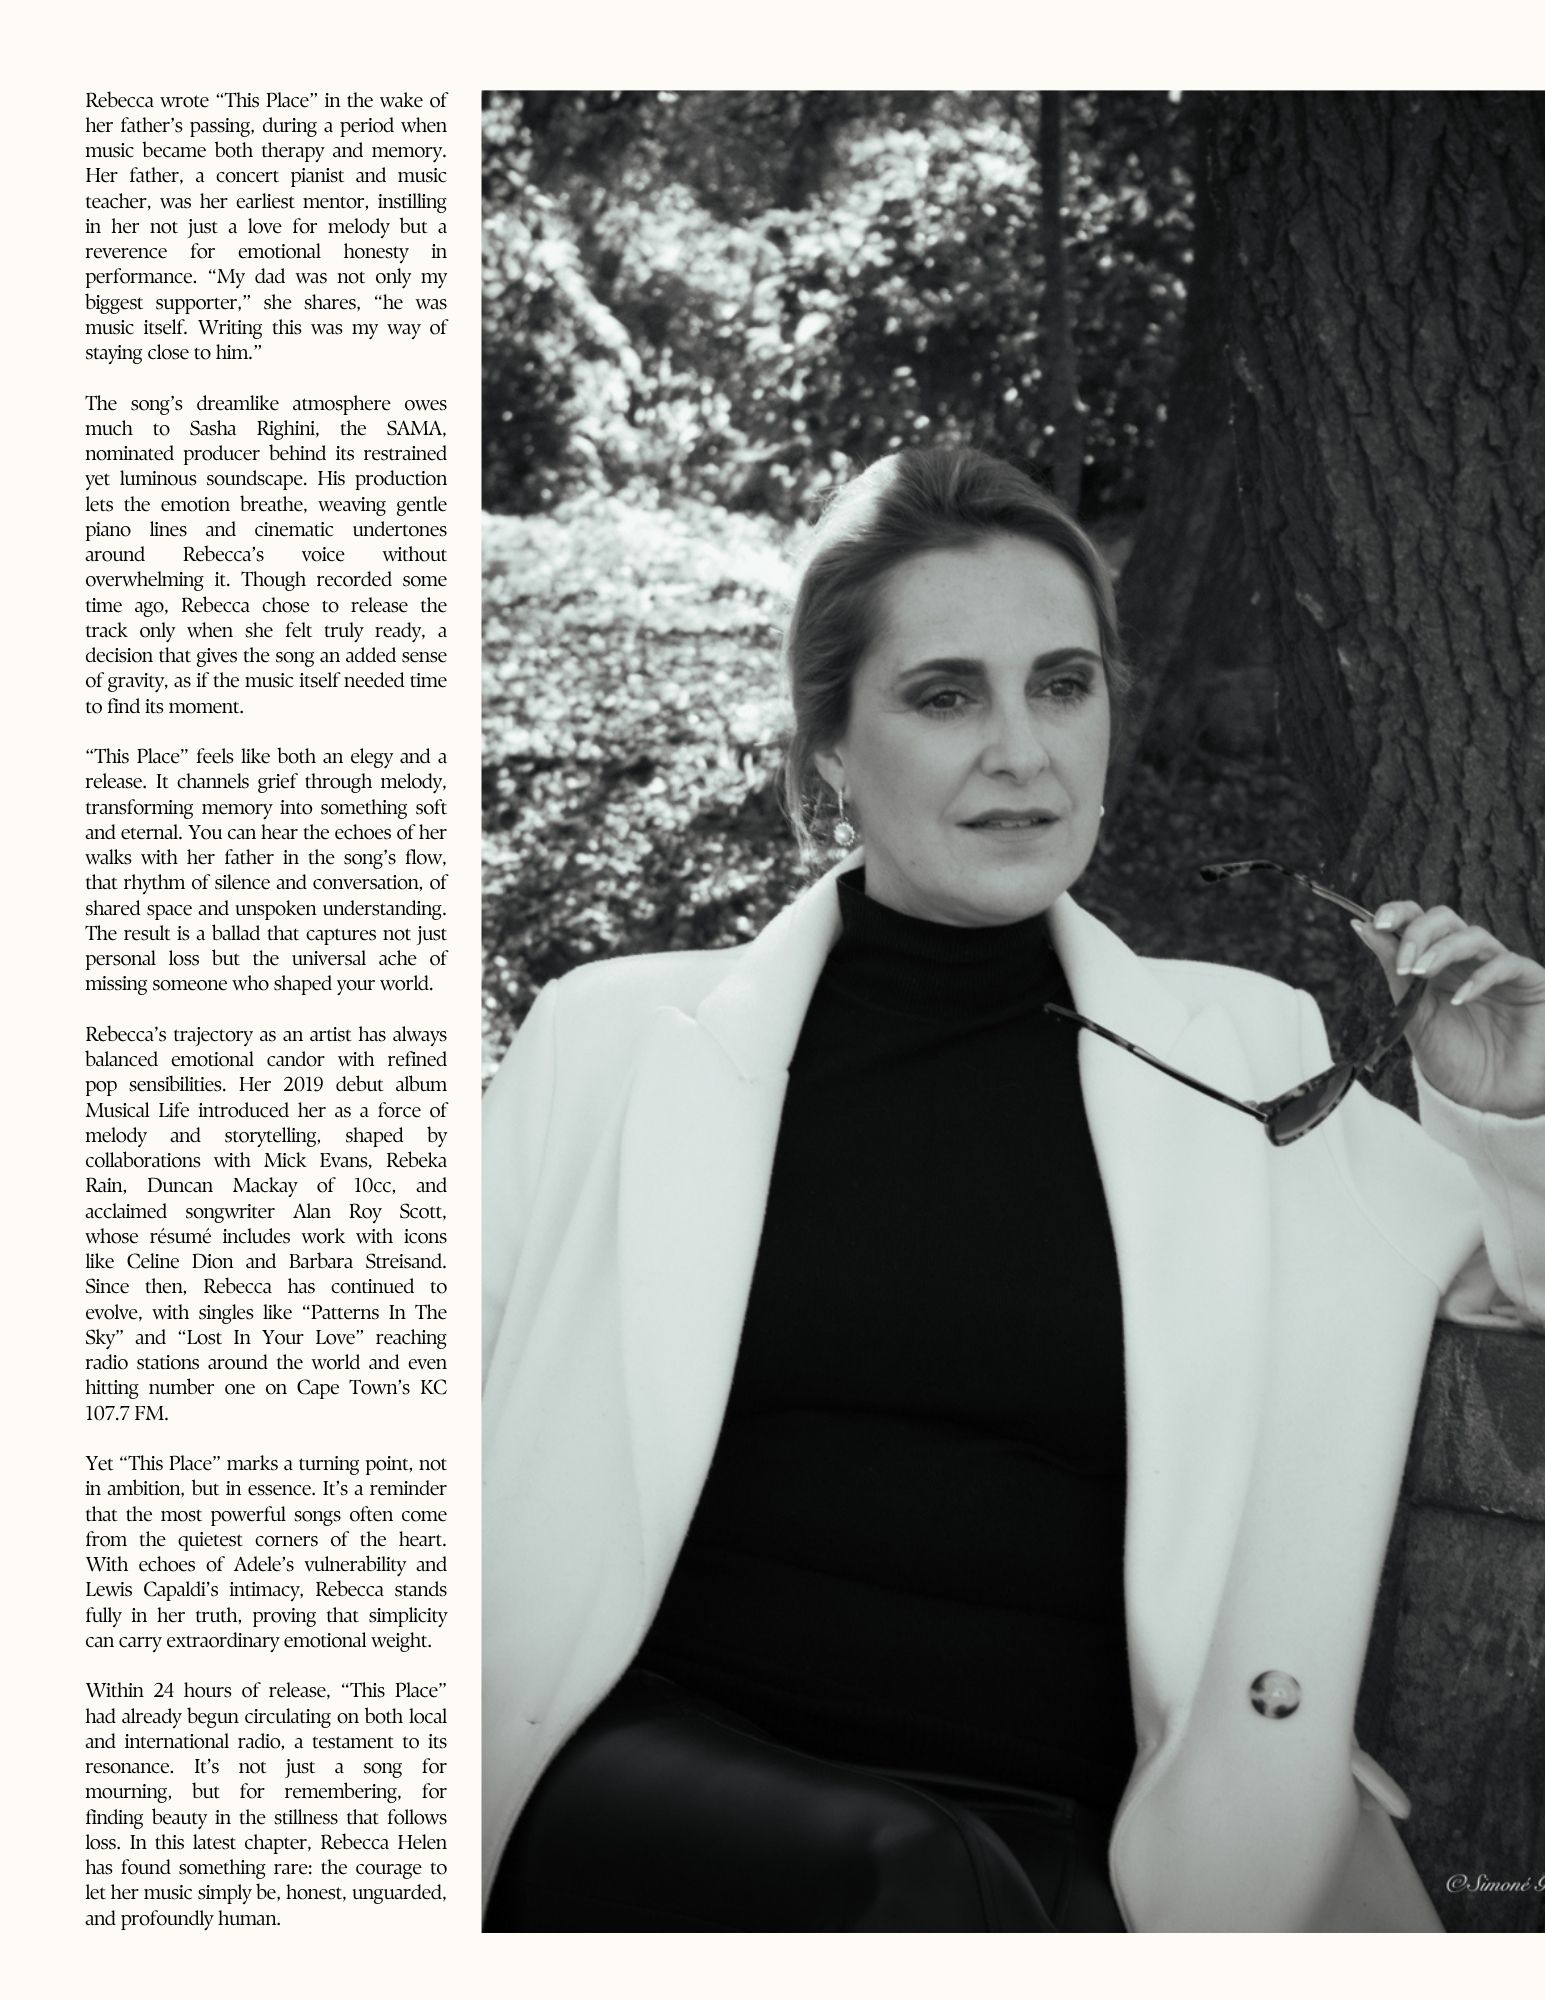 Rebecca wrote “This Place” in the wake of
her father’s passing, during a period when
music became both therapy and memory.
Her father, a concert pianist and music
teacher, was her earliest mentor, instilling
in her not just a love for melody but a
reverence for emotional honesty in
performance. “My dad was not only my
biggest supporter,” she shares, “he was
music itself. Writing this was my way of
staying close to him.”
The song’s dreamlike atmosphere owes
much to Sasha Righini, the SAMA,
nominated producer behind its restrained
yet luminous soundscape. His production
lets the emotion breathe, weaving gentle
piano lines and cinematic undertones
around Rebecca’s voice without
overwhelming it. Though recorded some
time ago, Rebecca chose to release the
track only when she felt truly ready, a
decision that gives the song an added sense
of gravity, as if the music itself needed time
to find its moment.
“This Place” feels like both an elegy and a
release. It channels grief through melody,
transforming memory into something soft
and eternal. You can hear the echoes of her
walks with her father in the song’s flow,
that rhythm of silence and conversation, of
shared space and unspoken understanding.
The result is a ballad that captures not just
personal loss but the universal ache of
missing someone who shaped your world.
Rebecca’s trajectory as an artist has always
balanced emotional candor with refined
pop sensibilities. Her 2019 debut album
Musical Life introduced her as a force of
melody and storytelling, shaped by
collaborations with Mick Evans, Rebeka
Rain, Duncan Mackay of 10cc, and
acclaimed songwriter Alan Roy Scott,
whose résumé includes work with icons
like Celine Dion and Barbara Streisand.
Since then, Rebecca has continued to
evolve, with singles like “Patterns In The
Sky” and “Lost In Your Love” reaching
radio stations around the world and even
hitting number one on Cape Town’s KC
107.7 FM.
Yet “This Place” marks a turning point, not
in ambition, but in essence. It’s a reminder
that the most powerful songs often come
from the quietest corners of the heart.
With echoes of Adele’s vulnerability and
Lewis Capaldi’s intimacy, Rebecca stands
fully in her truth, proving that simplicity
can carry extraordinary emotional weight.
Within 24 hours of release, “This Place”
had already begun circulating on both local
and international radio, a testament to its
resonance. It’s not just a song for
mourning, but for remembering, for
finding beauty in the stillness that follows
loss. In this latest chapter, Rebecca Helen
has found something rare: the courage to
let her music simply be, honest, unguarded,
and profoundly human.
©Simoné